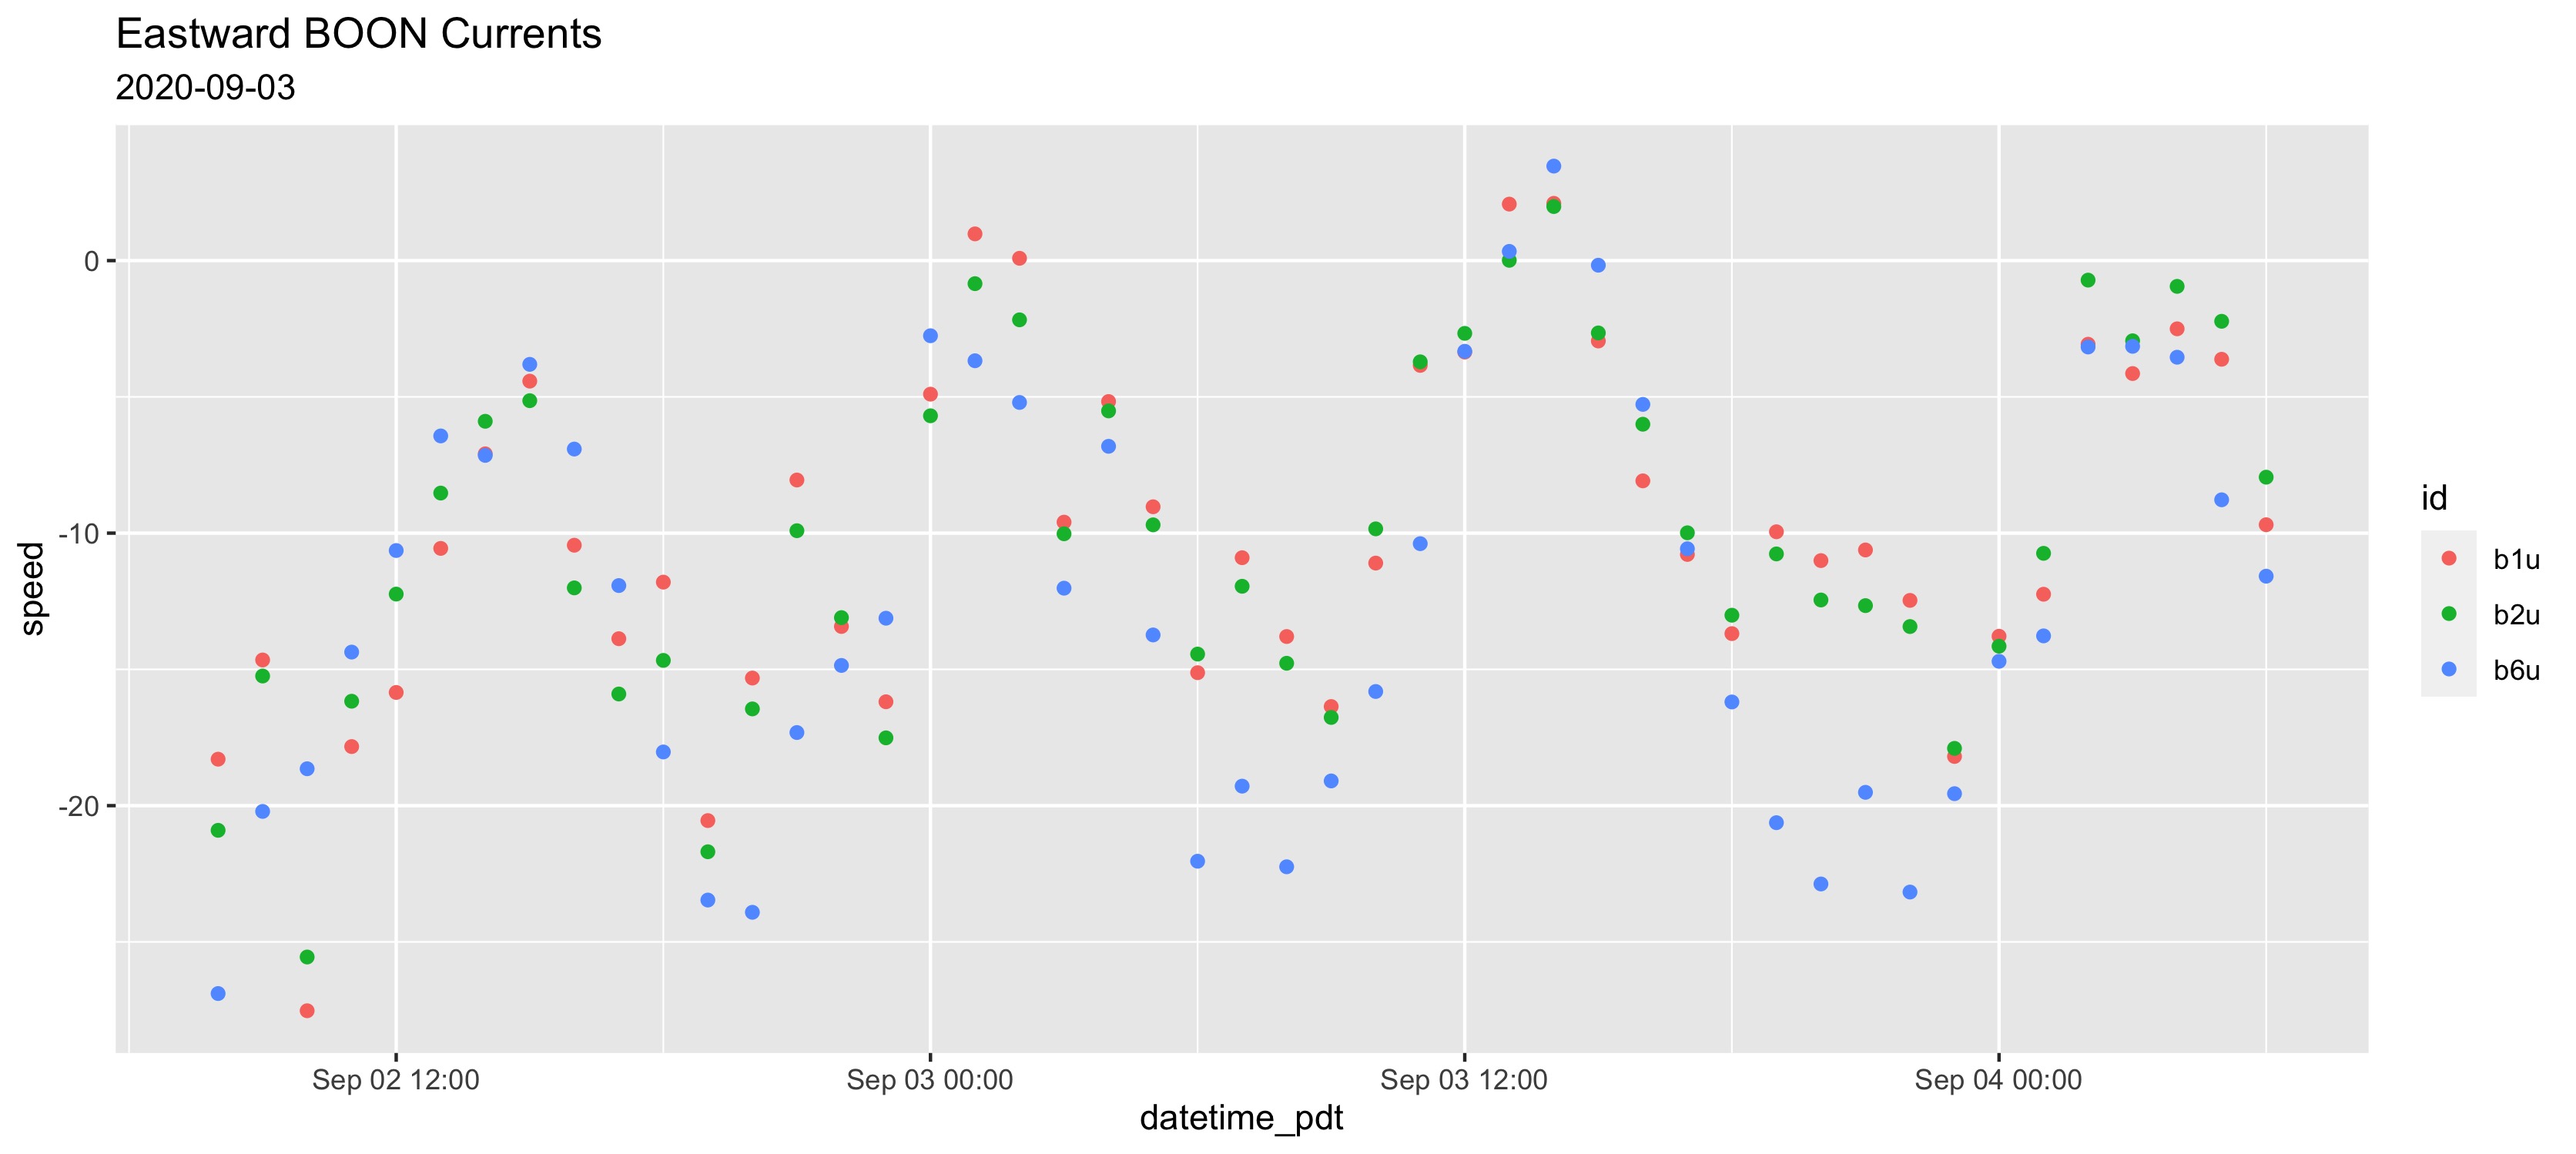 Eastward BOON Currents
2020-09-03
speed
0
-10
-20
Sep 02 12:00
Sep 03 00:00
Sep 03 12:00
Sep 04 00:00
datetime_pdt
id
b1u
b2u
b6u